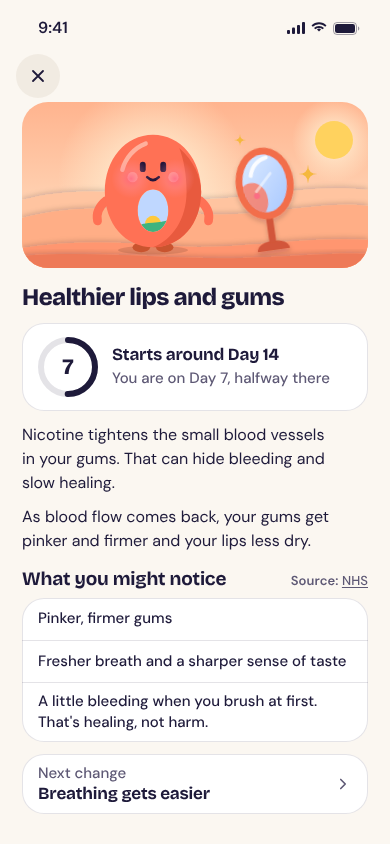 9:41
Healthier lips and gums
7
Starts around Day 14
You are on Day 7, halfway there
Nicotine tightens the small blood vessels
in your gums. That can hide bleeding and
slow healing.
As blood flow comes back, your gums get
pinker and firmer and your lips less dry.
What you might notice
Source: NHS
Pinker, firmer gums
Fresher breath and a sharper sense of taste
A little bleeding when you brush at first.
That's healing, not harm.
Next change
Breathing gets easier